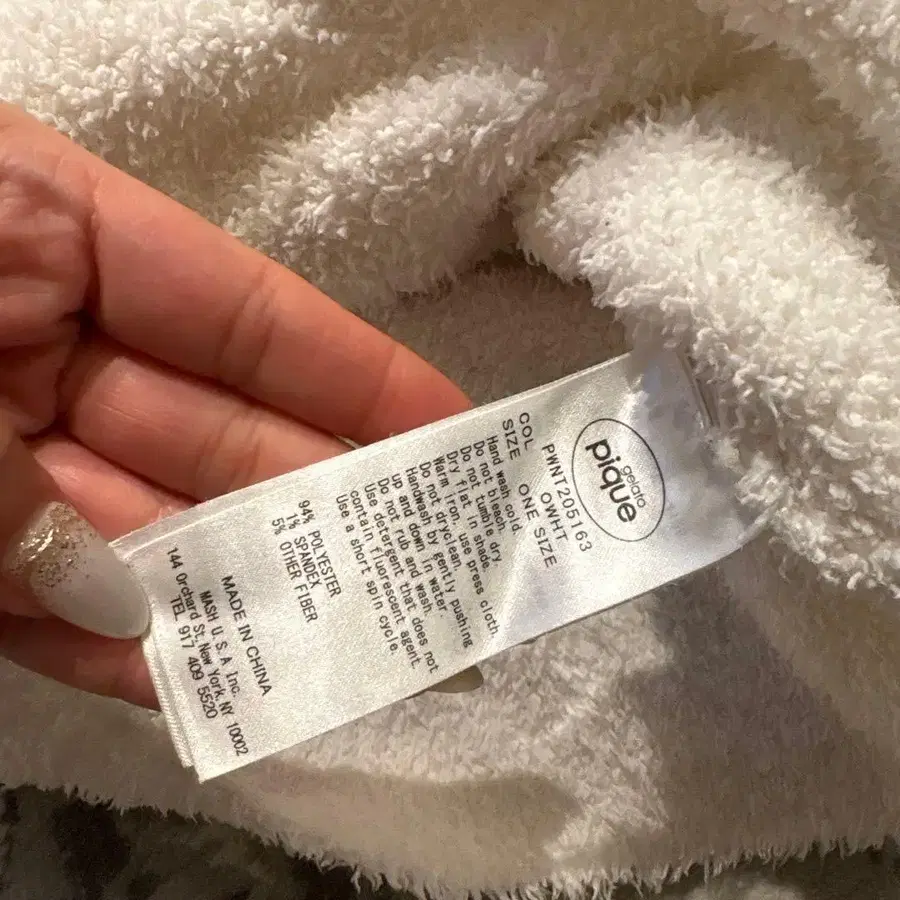 gelato
pique
PWNT205163
COL OWHT
SIZE ONE SIZE
Hand wash cold.
Do not bleach.
Do not tumble dry
Dry flat in shade.
Warm iron. use press cloth,
Do not dryclean.
Handwash by gently pushing
up and down in water.
Do not rub and wash.
Use detergent that does not
contain fluorescent agent.
Use a short spin cycle.
94% POLYESTER
1% SPANDEX
5% OTHER FIBER
MADE IN CHINA
MASH U.S.A Inc.
144 Orchard St, New York, NY 10002
TEL 917 409 5520